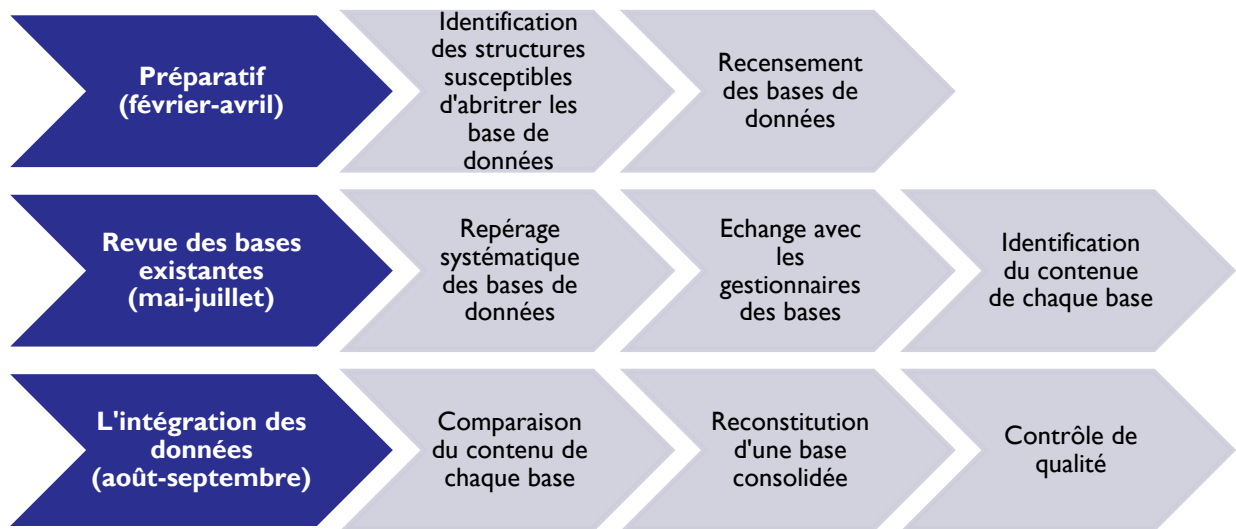 Préparatif
(février-avril)
Identification
des structures
susceptibles
d'abritrer les
base de
données
Recensement
des bases de
données
Revue des bases
existantes
(mai-juillet)
Repérage
systématique
des bases de
données
Echange avec
les
gestionnaires
des bases
Identification
du contenue
de chaque base
L'intégration des
données
(août-septembre)
Comparaison
du contenu de
chaque base
Reconstitution
d'une base
consolidée
Contrôle de
qualité